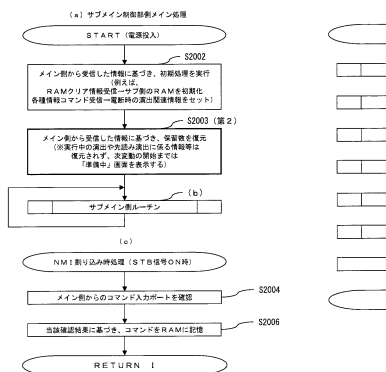 (a) サブメイン制御部側メイン処理
START (電源投入)
S2002
メイン側から受信した情報に基づき、初期処理を実行
(例えば、
RAMクリア情報受信→サブ側のRAMを初期化
各種情報コマンド受信→電断時の演出関連情報をセット)
S2003 (第2)
メイン側から受信した情報に基づき、保留数を復元
(※実行中の演出や先読み演出に係る情報等は
復元されず、次変動の開始までは
「準備中」画面を表示する)
(b)
サブメイン側ルーチン
(c)
NMI割り込み時処理 (STB信号ON時)
S2004
メイン側からのコマンド入力ポートを確認
S2006
当該確認結果に基づき、コマンドをRAMに記憶
RETURN I